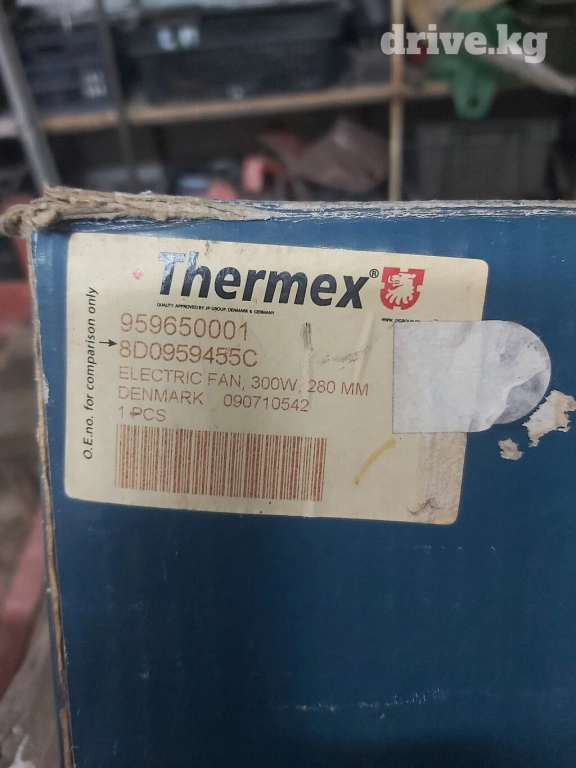 drive.kg
Thermex®
QUALITY APPROVED BY JP GROUP, DENMARK & GERMANY
959650001
8D0959455C
ELECTRIC FAN, 300W, 280 MM
DENMARK 090710542
1 PCS
O.E.no. for comparison only